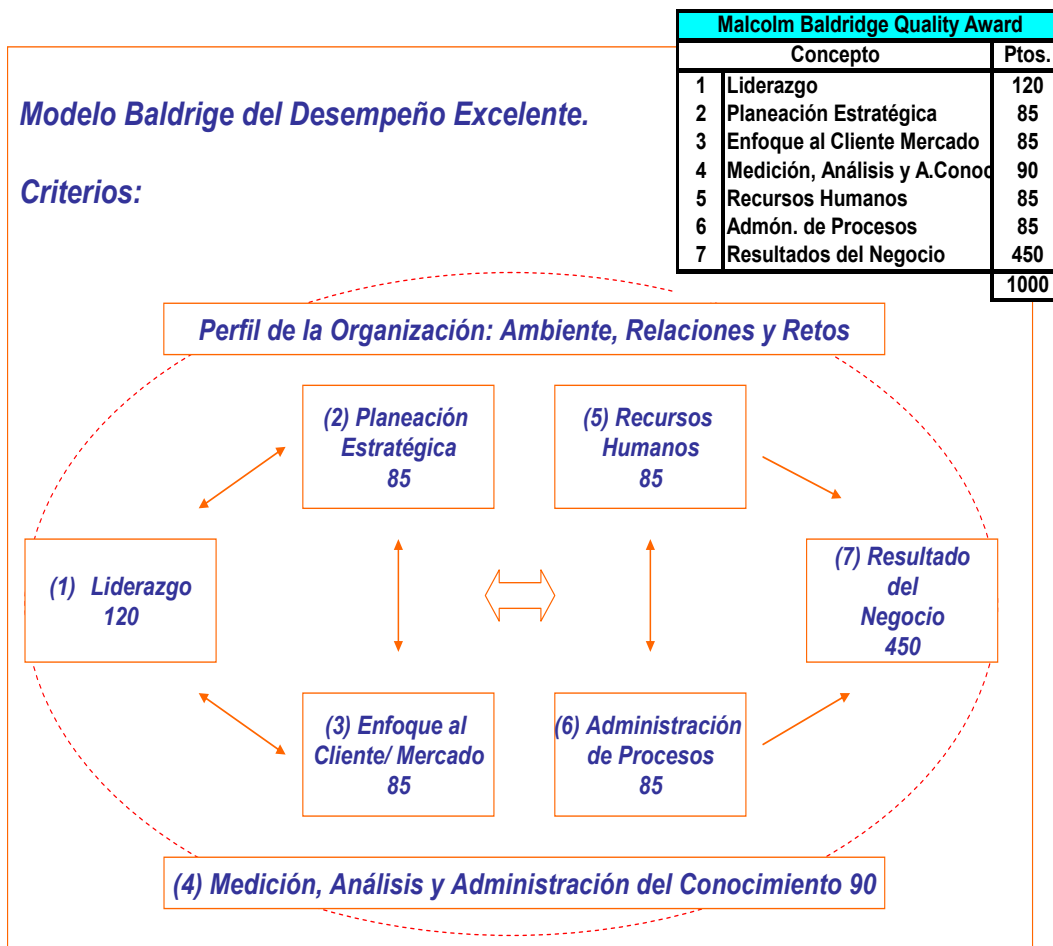 Malcolm Baldridge Quality Award
Concepto Ptos.
1 Liderazgo 120
2 Planeación Estratégica 85
3 Enfoque al Cliente Mercado 85
4 Medición, Análisis y A.Conoc 90
5 Recursos Humanos 85
6 Admón. de Procesos 85
7 Resultados del Negocio 450
1000
Modelo Baldrige del Desempeño Excelente.
Criterios:
Perfil de la Organización: Ambiente, Relaciones y Retos
(2) Planeación
Estratégica
85
(5) Recursos
Humanos
85
(1) Liderazgo
120
(7) Resultado
del
Negocio
450
(3) Enfoque al
Cliente/ Mercado
85
(6) Administración
de Procesos
85
(4) Medición, Análisis y Administración del Conocimiento 90